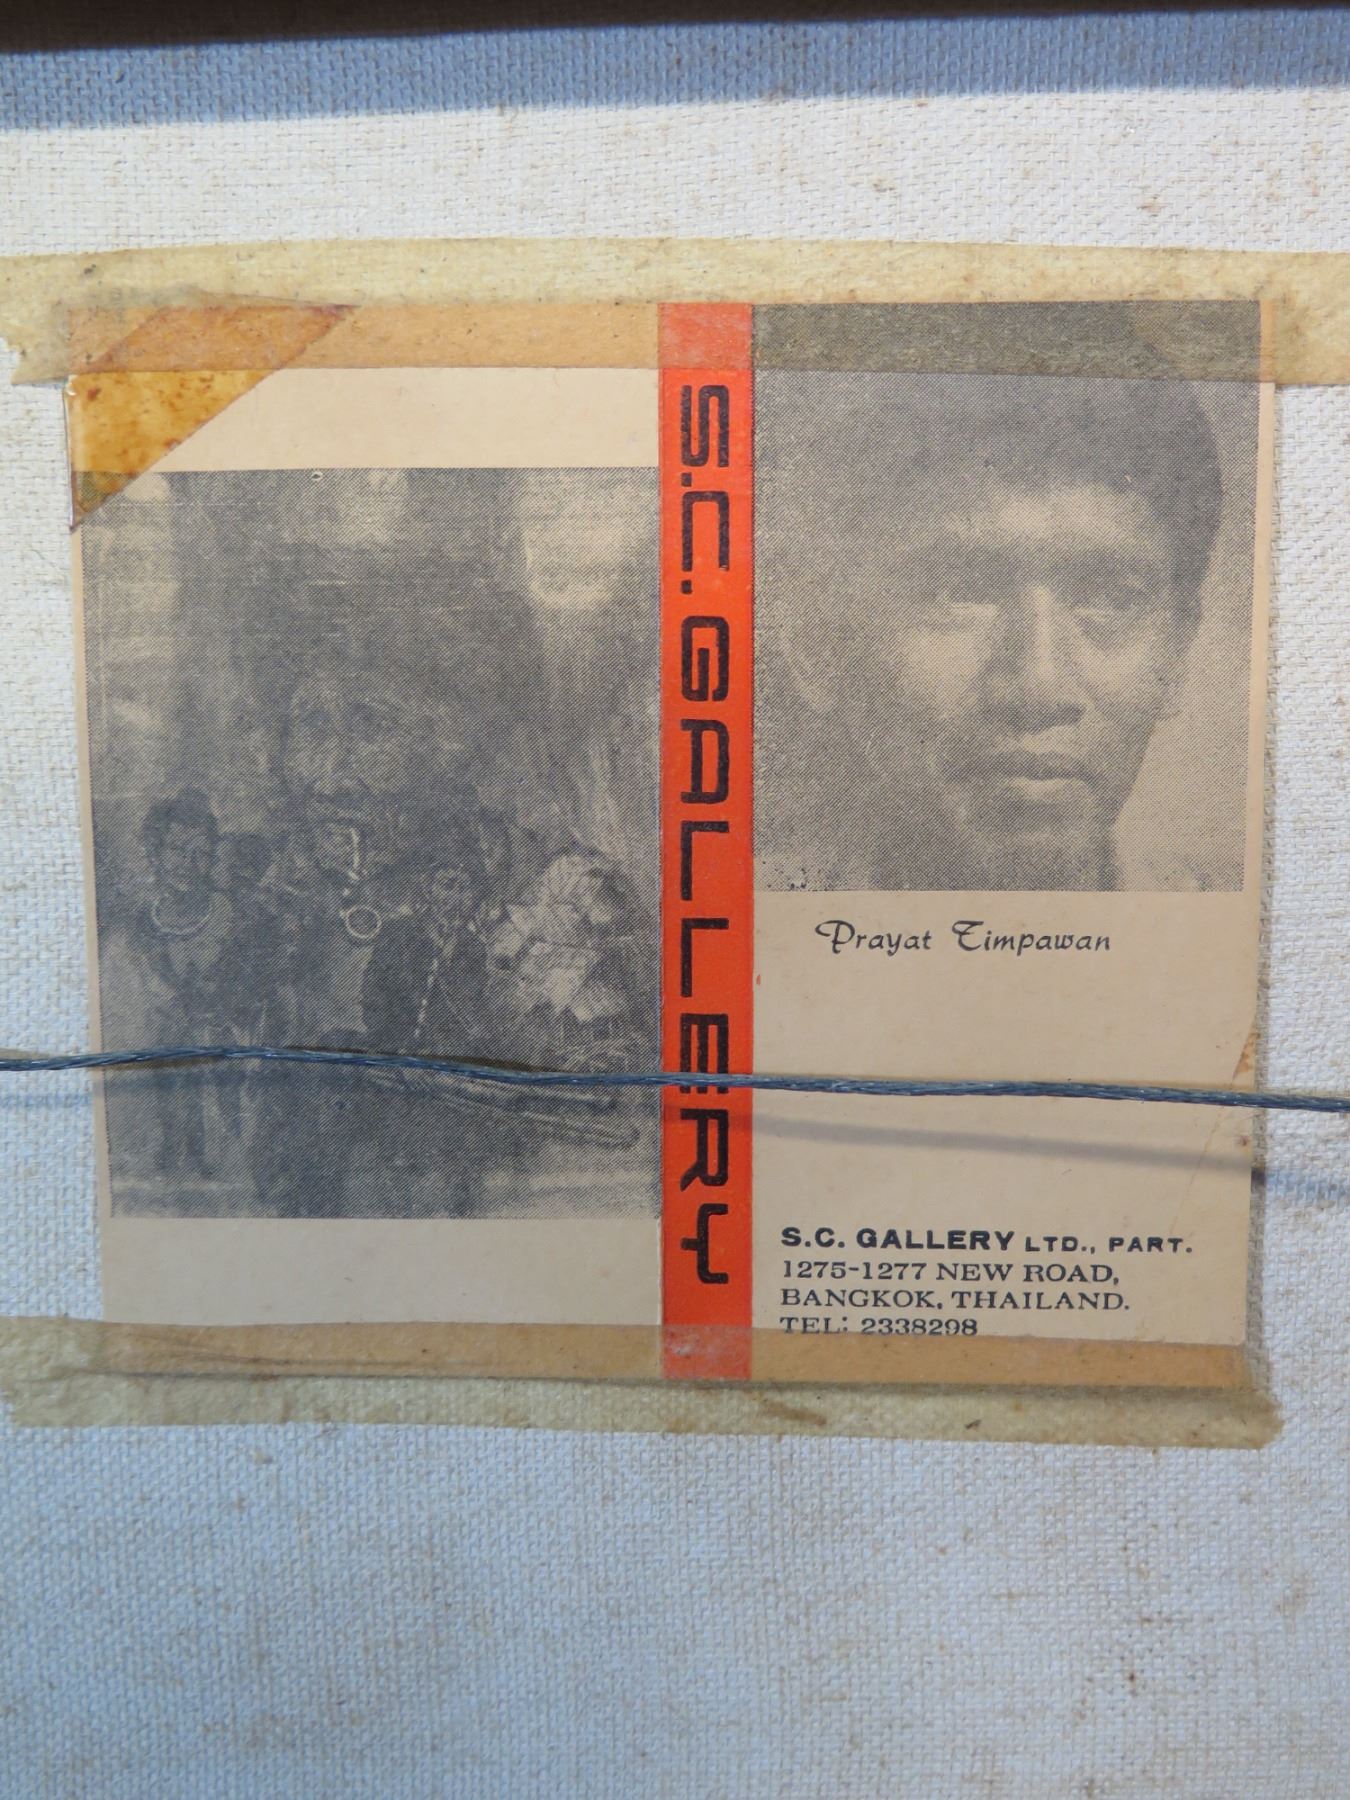 S.C. GALLERY
Prayat Timpawan
S.C. GALLERY LTD., PART.
1275-1277 NEW ROAD,
BANGKOK, THAILAND.
TEL: 2338298